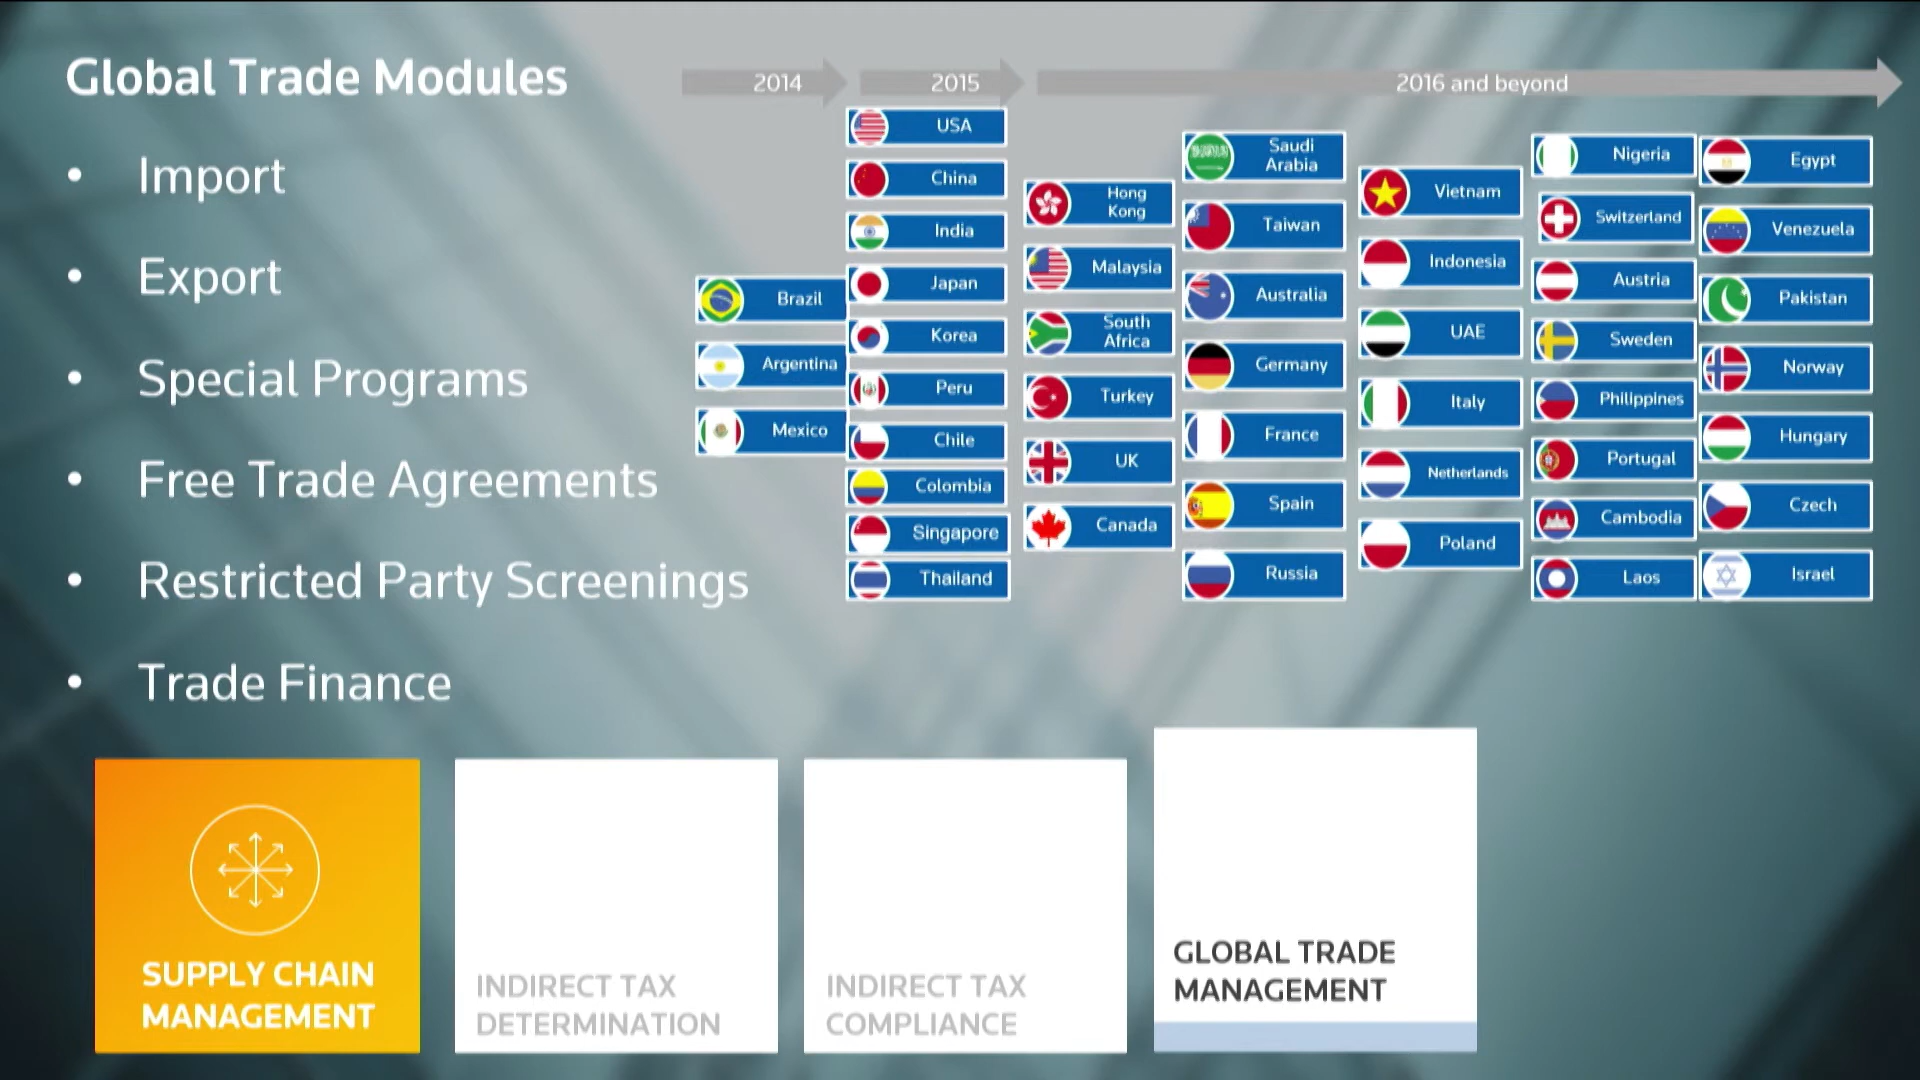 Global Trade Modules
• Import
• Export
• Special Programs
• Free Trade Agreements
• Restricted Party Screenings
• Trade Finance
2014
2015
2016 and beyond
Brazil
Argentina
Mexico
USA
China
India
Japan
Korea
Peru
Chile
Colombia
Singapore
Thailand
Hong
Kong
Malaysia
South
Africa
Turkey
UK
Canada
Saudi
Arabia
Taiwan
Australia
Germany
France
Spain
Russia
Vietnam
Indonesia
UAE
Italy
Netherlands
Poland
Nigeria
Switzerland
Austria
Sweden
Philippines
Portugal
Cambodia
Laos
Egypt
Venezuela
Pakistan
Norway
Hungary
Czech
Israel
SUPPLY CHAIN
MANAGEMENT
INDIRECT TAX
DETERMINATION
INDIRECT TAX
COMPLIANCE
GLOBAL TRADE
MANAGEMENT